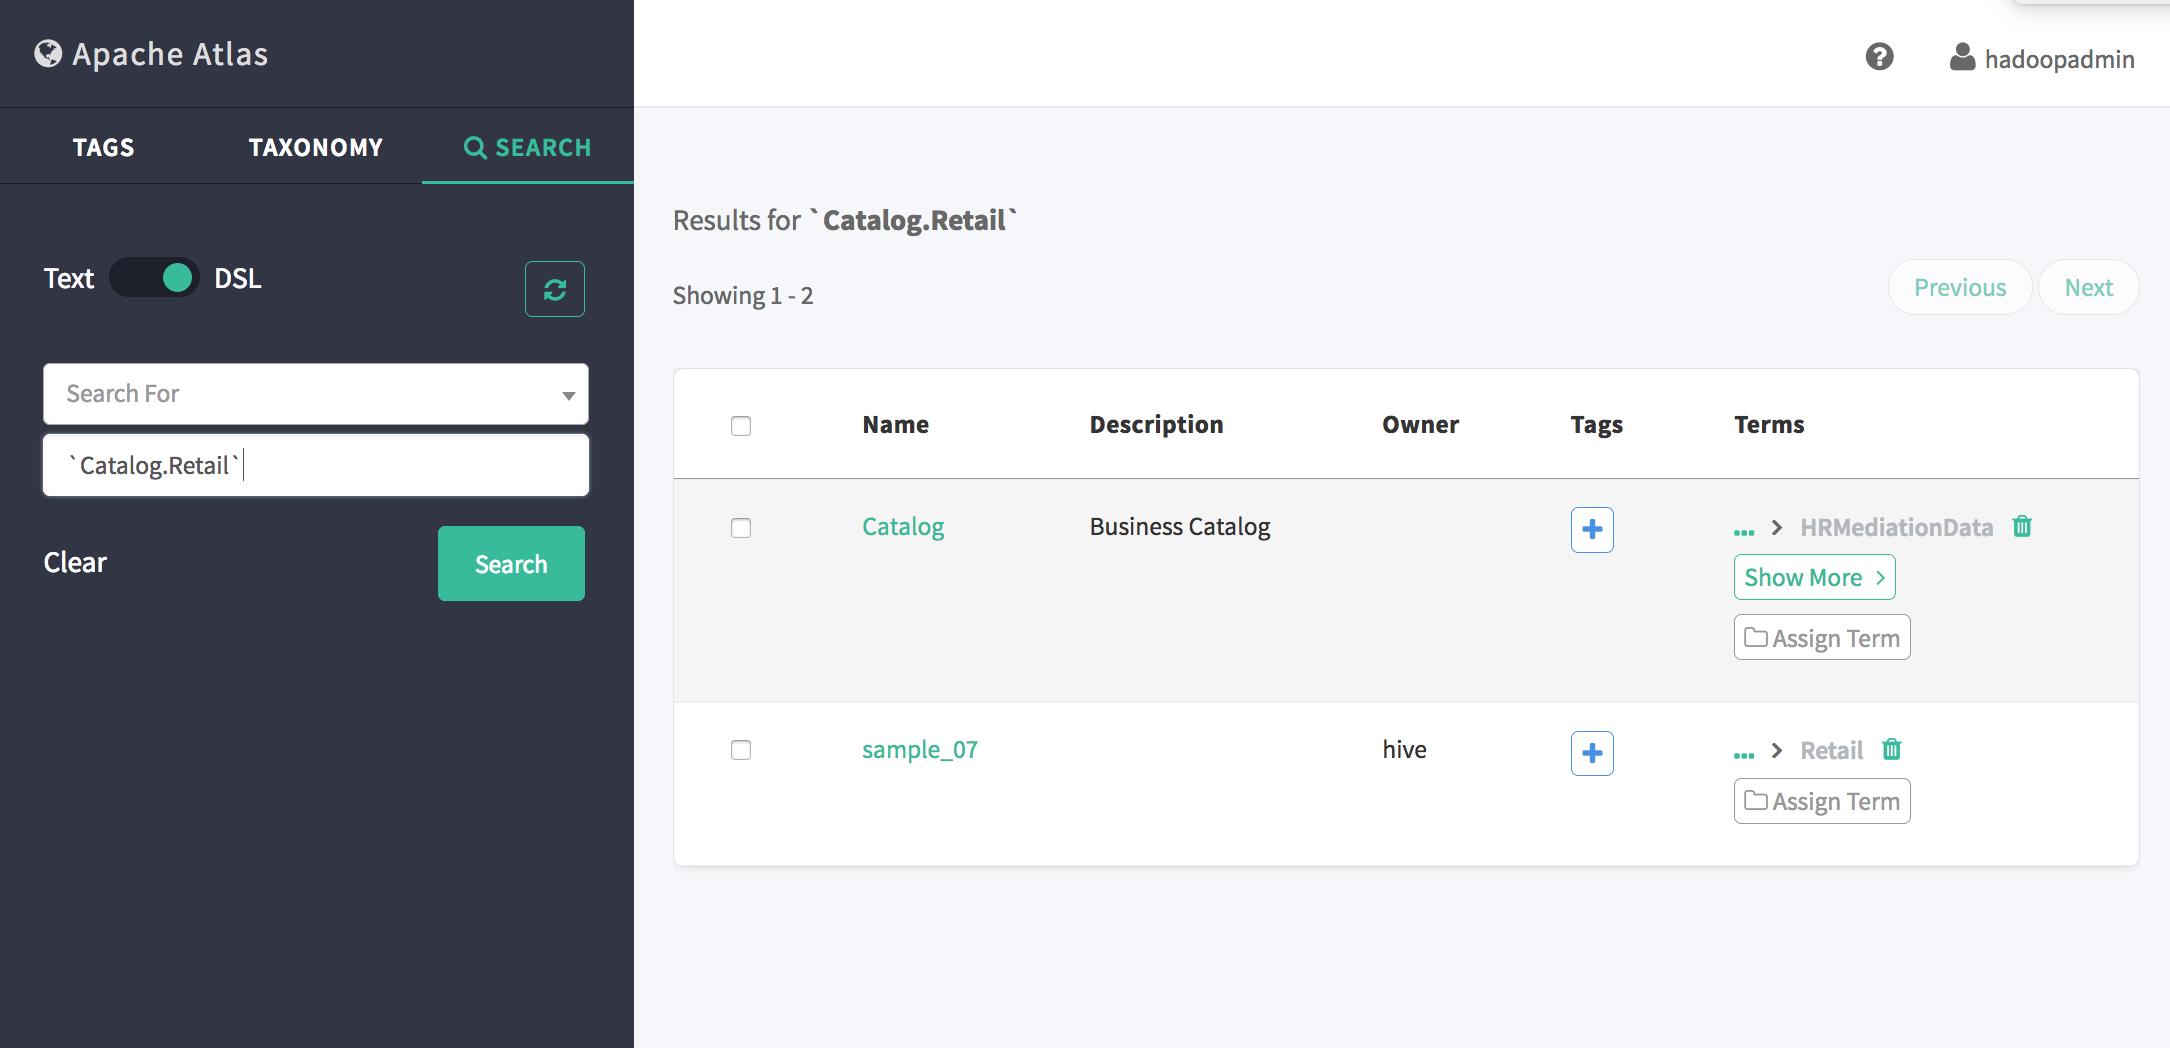 Apache Atlas
hadoopadmin
TAGS TAXONOMY SEARCH
Text DSL
Search For
`Catalog.Retail`
Clear Search
Results for `Catalog.Retail`
Showing 1 - 2
Previous Next
Name Description Owner Tags Terms
Catalog Business Catalog ... > HRMediationData
Show More >
Assign Term
sample_07 hive ... > Retail
Assign Term